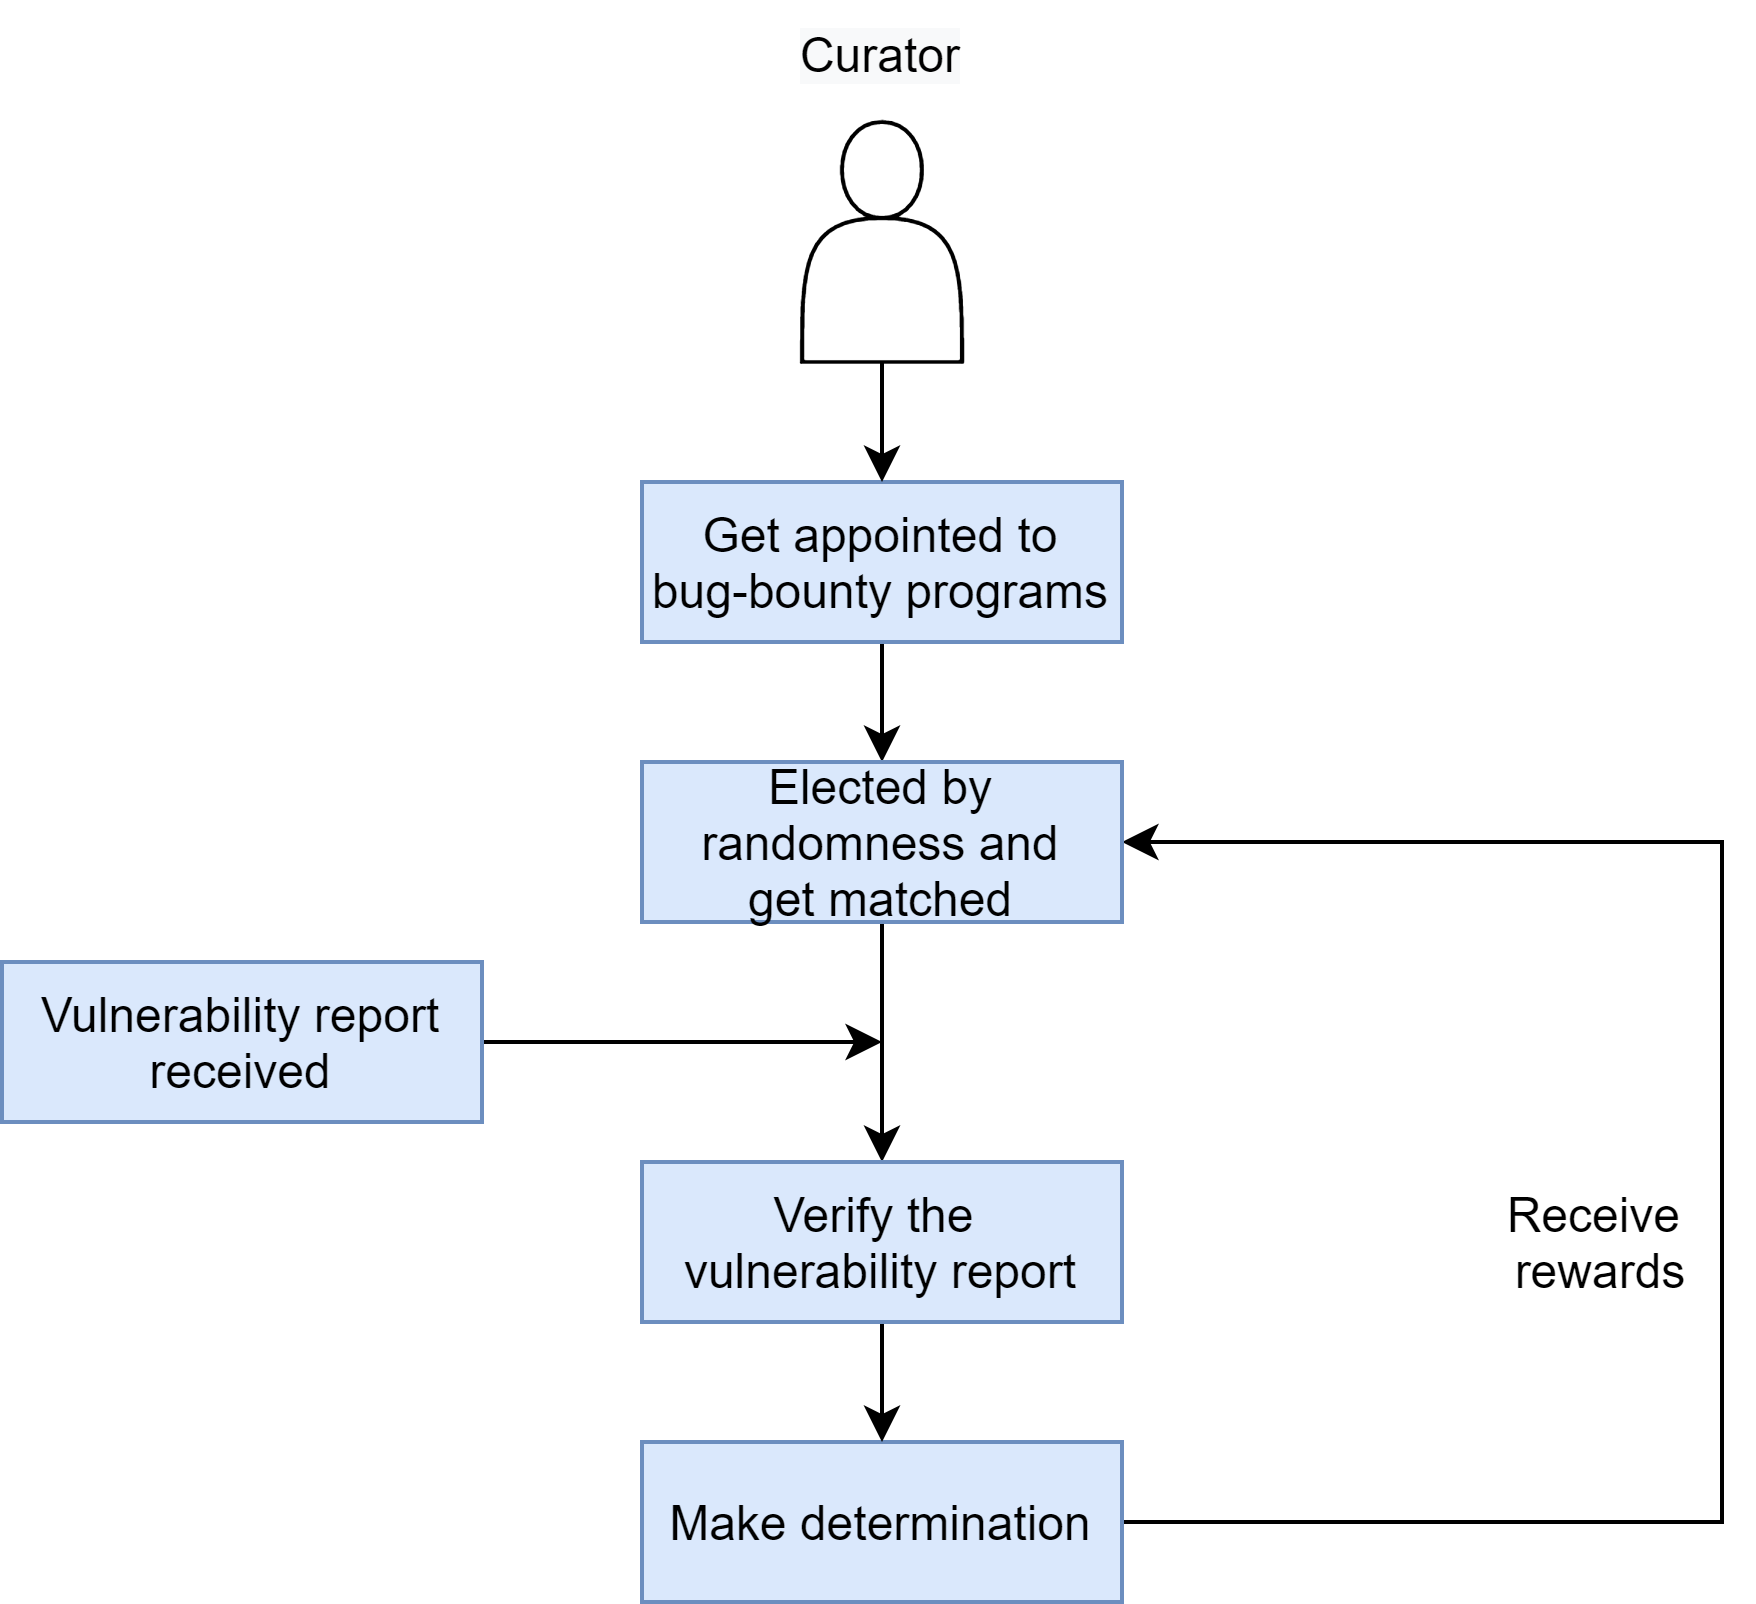 Curator
Get appointed to
bug-bounty programs
Elected by
randomness and
get matched
Vulnerability report
received
Verify the
vulnerability report
Receive
rewards
Make determination